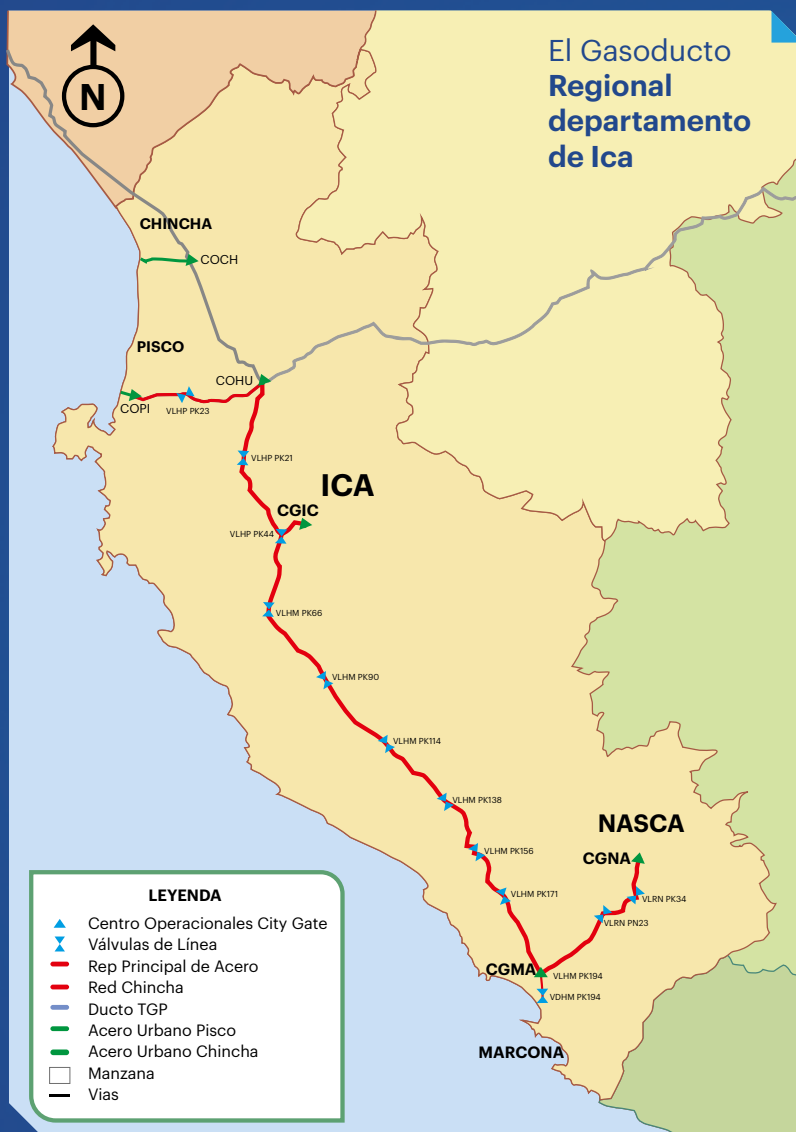 N
El Gasoducto
Regional
departamento
de Ica
CHINCHA
COCH
PISCO
COHU
COPI
VLHP PK23
VLHP PK21
ICA
CGIC
VLHP PK44
VLHM PK66
VLHM PK90
VLHM PK114
VLHM PK138
NASCA
VLHM PK156
CGNA
VLHM PK171
VLRN PK34
VLRN PN23
CGMA
VLHM PK194
VDHM PK194
MARCONA
LEYENDA
Centro Operacionales City Gate
Válvulas de Línea
Rep Principal de Acero
Red Chincha
Ducto TGP
Acero Urbano Pisco
Acero Urbano Chincha
Manzana
Vias